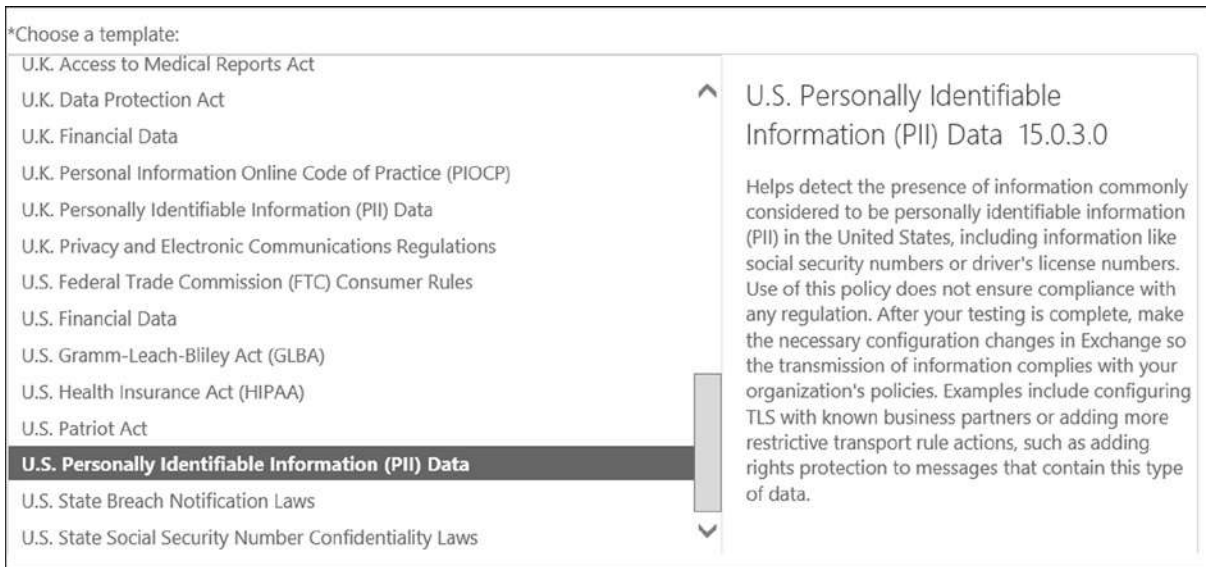 *Choose a template:
U.K. Access to Medical Reports Act
U.K. Data Protection Act
U.K. Financial Data
U.K. Personal Information Online Code of Practice (PIOCP)
U.K. Personally Identifiable Information (PII) Data
U.K. Privacy and Electronic Communications Regulations
U.S. Federal Trade Commission (FTC) Consumer Rules
U.S. Financial Data
U.S. Gramm-Leach-Bliley Act (GLBA)
U.S. Health Insurance Act (HIPAA)
U.S. Patriot Act
U.S. Personally Identifiable Information (PII) Data
U.S. State Breach Notification Laws
U.S. State Social Security Number Confidentiality Laws
U.S. Personally Identifiable
Information (PII) Data 15.0.3.0
Helps detect the presence of information commonly
considered to be personally identifiable information
(PII) in the United States, including information like
social security numbers or driver's license numbers.
Use of this policy does not ensure compliance with
any regulation. After your testing is complete, make
the necessary configuration changes in Exchange so
the transmission of information complies with your
organization's policies. Examples include configuring
TLS with known business partners or adding more
restrictive transport rule actions, such as adding
rights protection to messages that contain this type
of data.